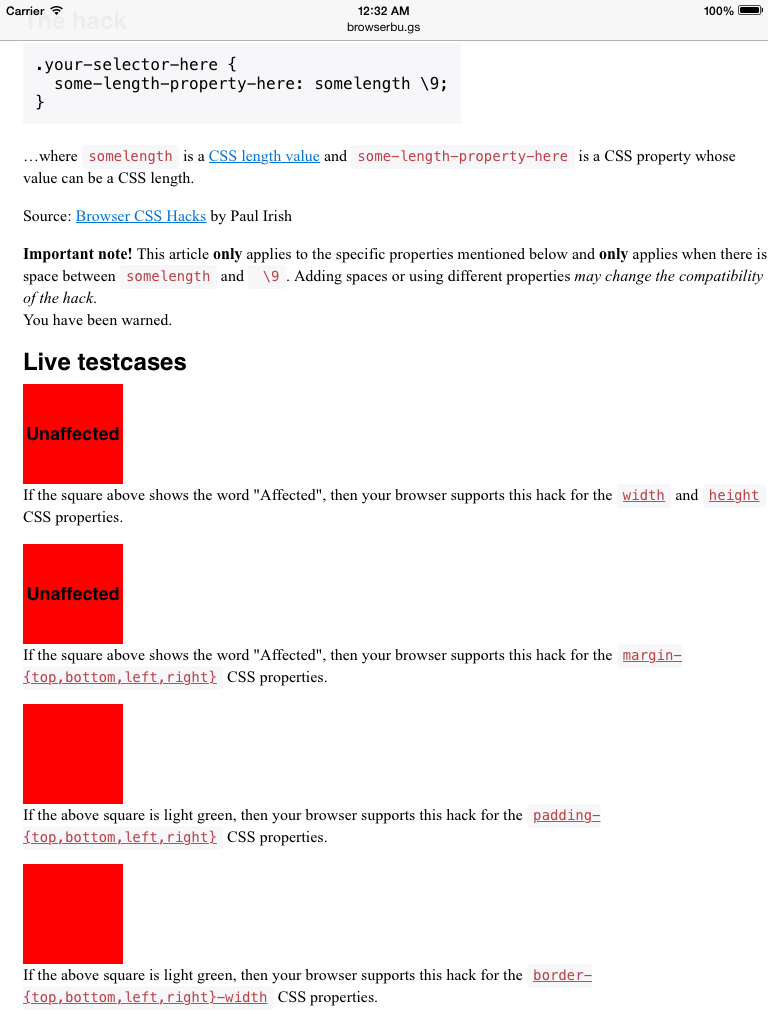 Carrier 12:32 AM 100%
browserbu.gs
The hack
.your-selector-here {
some-length-property-here: somelength \9;
}
…where somelength is a CSS length value and some-length-property-here is a CSS property whose
value can be a CSS length.
Source: Browser CSS Hacks by Paul Irish
Important note! This article only applies to the specific properties mentioned below and only applies when there is
space between somelength and \9 . Adding spaces or using different properties may change the compatibility
of the hack.
You have been warned.
Live testcases
Unaffected
If the square above shows the word "Affected", then your browser supports this hack for the width and height
CSS properties.
Unaffected
If the square above shows the word "Affected", then your browser supports this hack for the margin-
{top,bottom,left,right} CSS properties.
If the above square is light green, then your browser supports this hack for the padding-
{top,bottom,left,right} CSS properties.
If the above square is light green, then your browser supports this hack for the border-
{top,bottom,left,right}-width CSS properties.